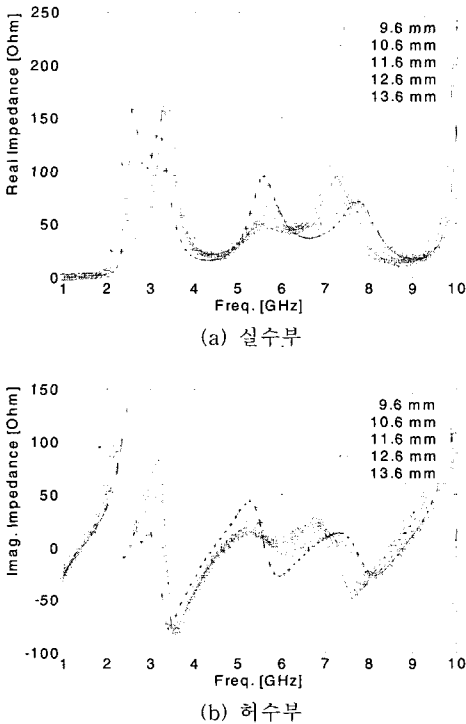 250
200
150
100
50
0
Real Impedance [Ohm]
9.6 mm
10.6 mm
11.6 mm
12.6 mm
13.6 mm
1 2 3 4 5 6 7 8 9 10
Freq. [GHz]
(a) 실수부
150
100
50
0
-50
-100
Imag. Impedance [Ohm]
9.6 mm
10.6 mm
11.6 mm
12.6 mm
13.6 mm
1 2 3 4 5 6 7 8 9 10
Freq. [GHz]
(b) 허수부